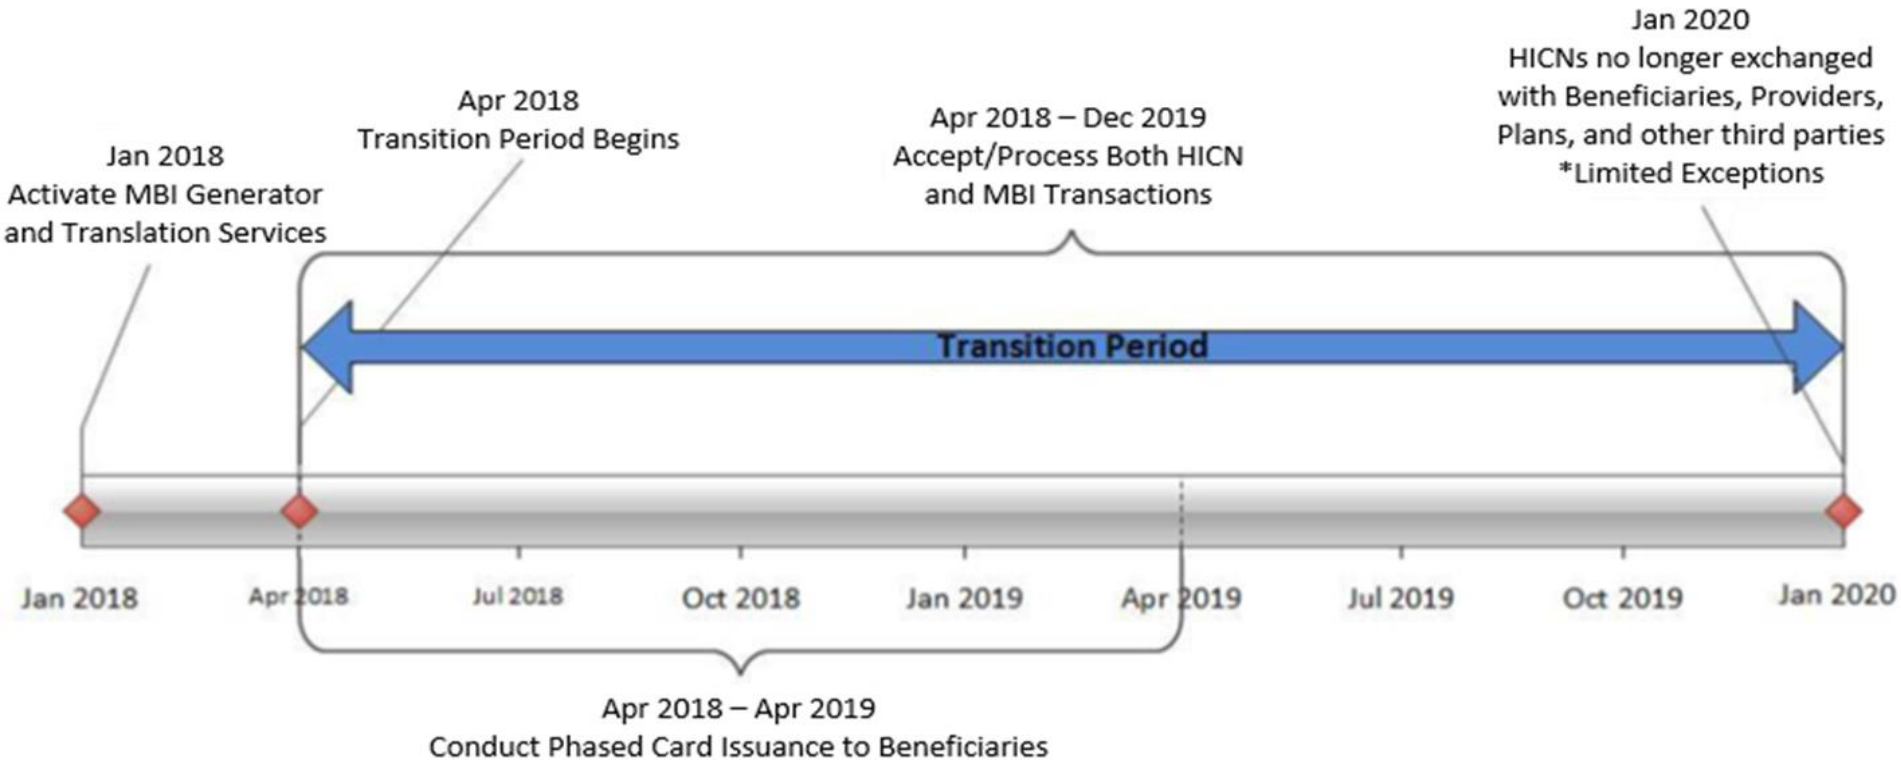 Jan 2020
HICNs no longer exchanged
with Beneficiaries, Providers,
Plans, and other third parties
*Limited Exceptions
Apr 2018
Transition Period Begins
Apr 2018 – Dec 2019
Accept/Process Both HICN
and MBI Transactions
Jan 2018
Activate MBI Generator
and Translation Services
Transition Period
Jan 2018
Apr 2018
Jul 2018
Oct 2018
Jan 2019
Apr 2019
Jul 2019
Oct 2019
Jan 2020
Apr 2018 – Apr 2019
Conduct Phased Card Issuance to Beneficiaries